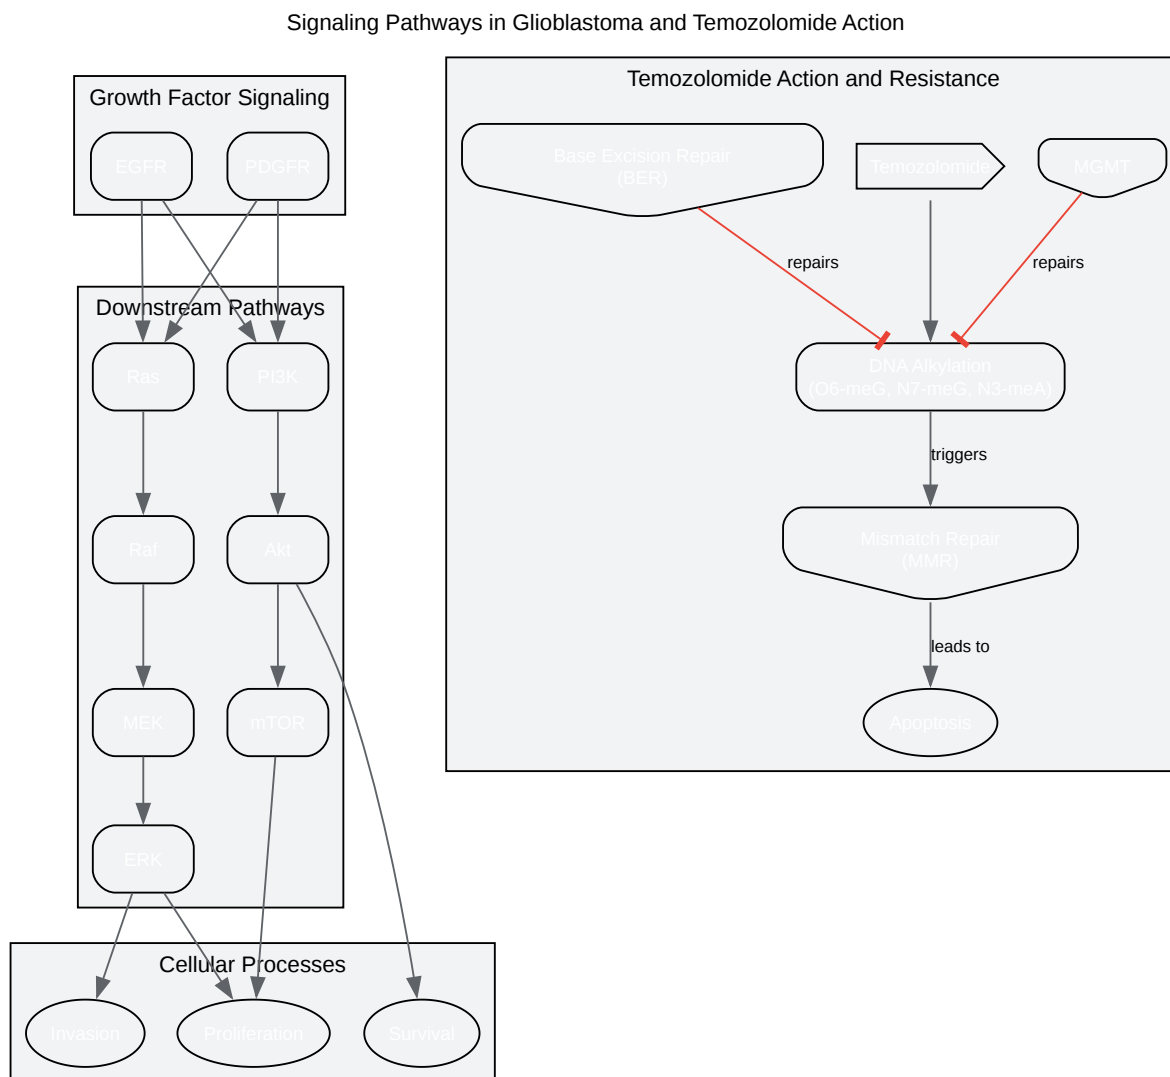 Signaling Pathways in Glioblastoma and Temozolomide Action
Growth Factor Signaling
EGFR
PDGFR
Downstream Pathways
Ras
PI3K
Raf
Akt
MEK
mTOR
ERK
Cellular Processes
Invasion
Proliferation
Survival
Temozolomide Action and Resistance
Base Excision Repair
(BER)
Temozolomide
MGMT
repairs
repairs
DNA Alkylation
(O6-meG, N7-meG, N3-meA)
triggers
Mismatch Repair
(MMR)
leads to
Apoptosis